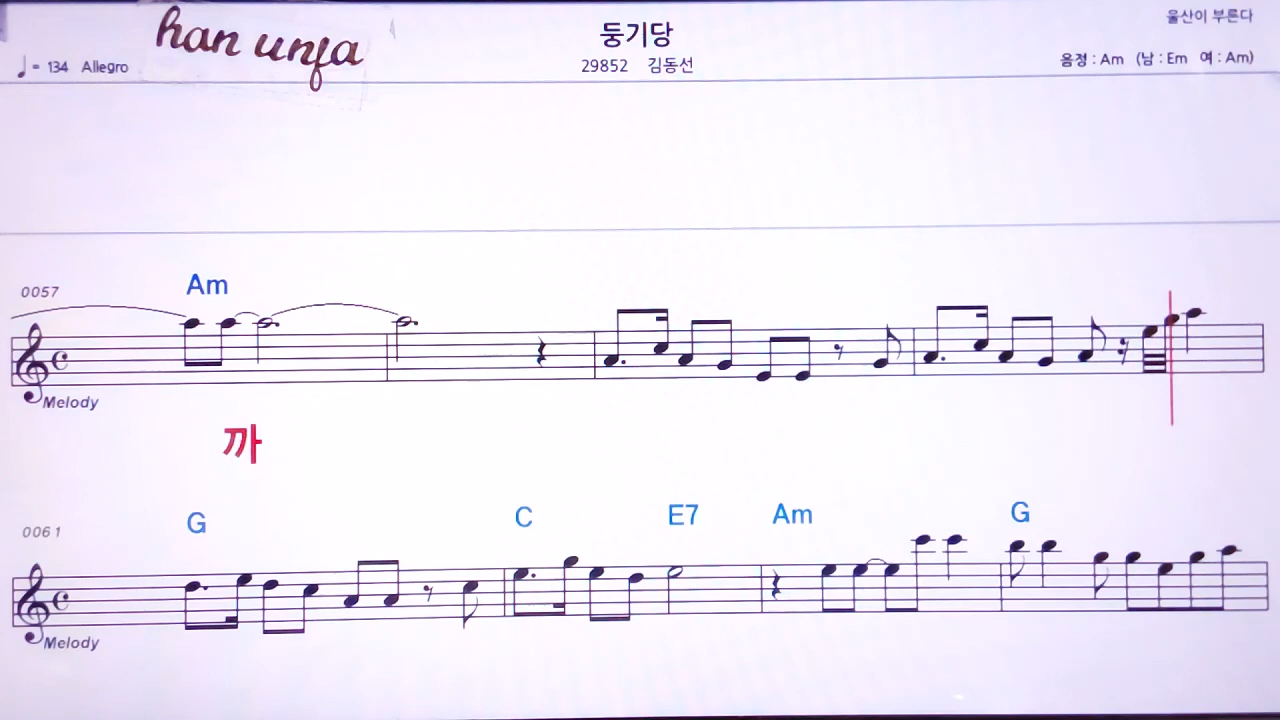 han unfa
둥기당
울산이 부른다
♩= 134 Allegro
29852 김동선
음정 : Am (남 : Em 여 : Am)
0057
Am
Melody
까
0061
G C E7 Am G
Melody